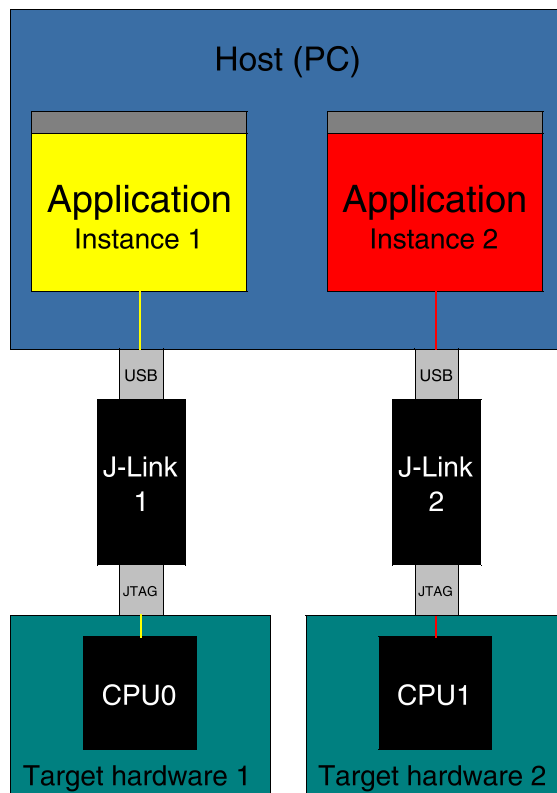 Host (PC)
Application
Instance 1
Application
Instance 2
USB
USB
J-Link
1
J-Link
2
JTAG
JTAG
CPU0
CPU1
Target hardware 1
Target hardware 2